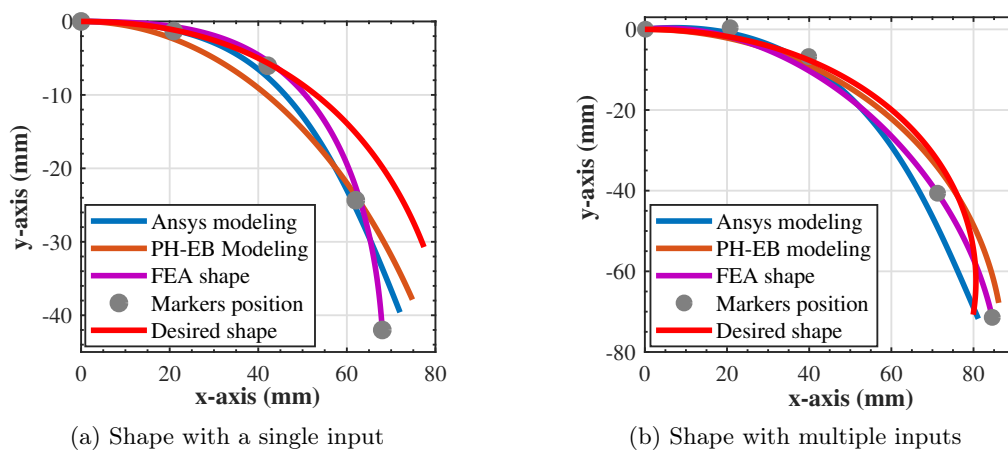 0
-10
-20
-30
-40
y-axis (mm)
Ansys modeling
PH-EB Modeling
FEA shape
Markers position
Desired shape
0 20 40 60 80
x-axis (mm)
(a) Shape with a single input
0
-20
-40
-60
-80
y-axis (mm)
Ansys modeling
PH-EB modeling
FEA shape
Markers position
Desired shape
0 20 40 60 80
x-axis (mm)
(b) Shape with multiple inputs